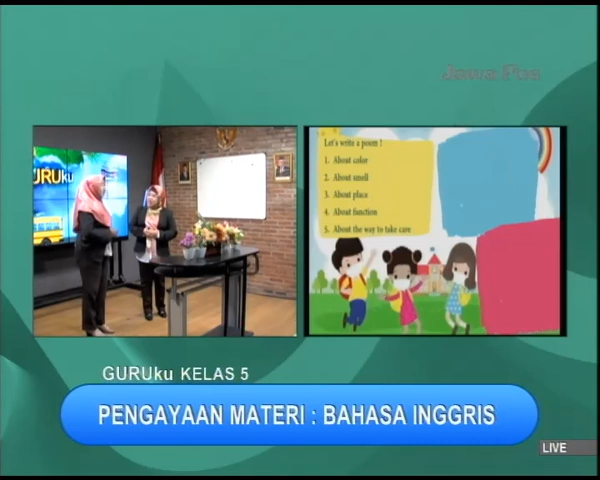 Jawa Pos
URUku
Let's write a poem !
1. About color
2. About smell
3. About place
4. About function
5. About the way to take care
GURUku KELAS 5
PENGAYAAN MATERI : BAHASA INGGRIS
LIVE